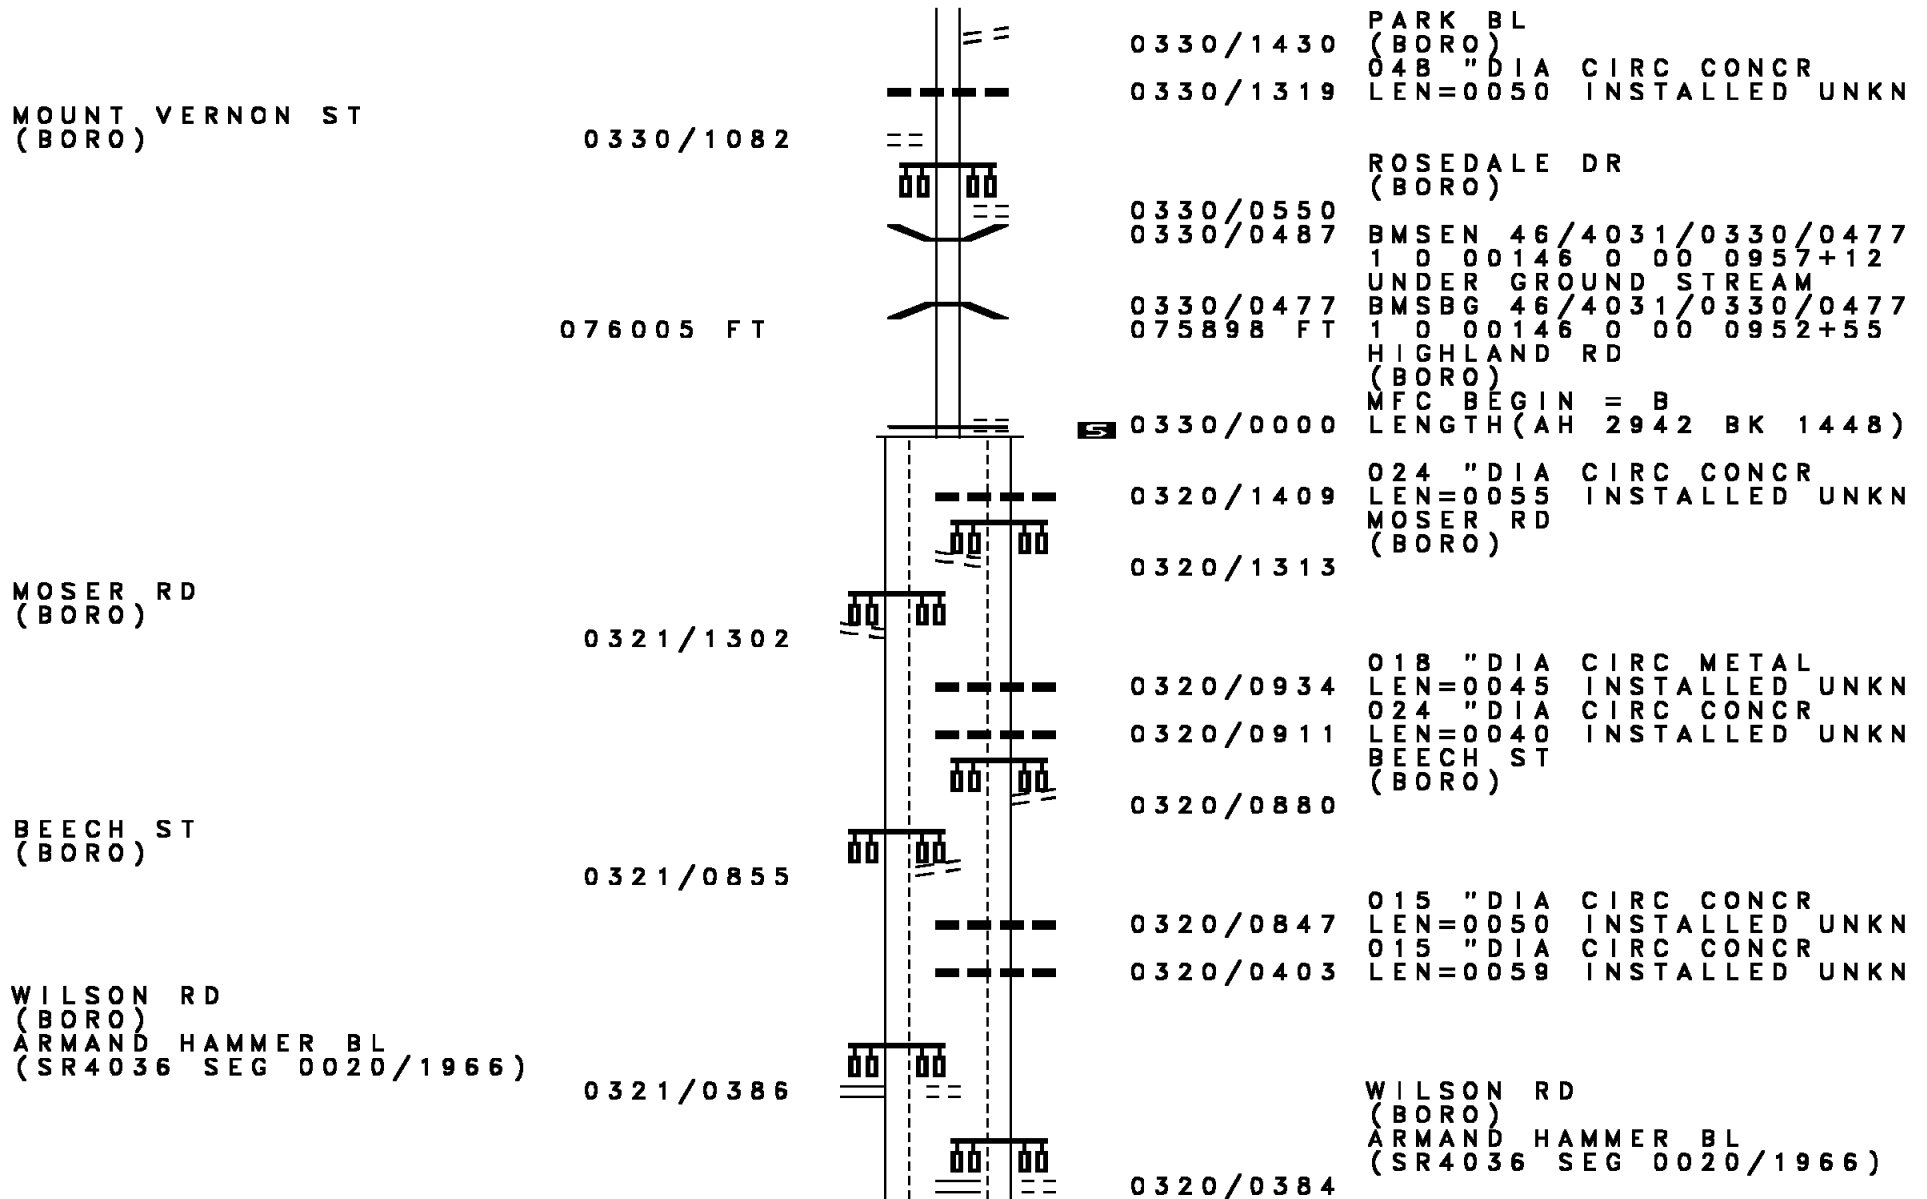 PARK BL
0330/1430 (BORO)
048 "DIA CIRC CONCR
0330/1319 LEN=0050 INSTALLED UNKN
MOUNT VERNON ST
(BORO) 0330/1082
ROSEDALE DR
(BORO)
0330/0550
0330/0487 BMSEN 46/4031/0330/0477
1 0 00146 0 00 0957+12
UNDER GROUND STREAM
0330/0477 BMSBG 46/4031/0330/0477
076005 FT 075898 FT 1 0 00146 0 00 0952+55
HIGHLAND RD
(BORO)
MFC BEGIN = B
S 0330/0000 LENGTH(AH 2942 BK 1448)
024 "DIA CIRC CONCR
0320/1409 LEN=0055 INSTALLED UNKN
MOSER RD
(BORO)
0320/1313
MOSER RD
(BORO)
0321/1302
018 "DIA CIRC METAL
0320/0934 LEN=0045 INSTALLED UNKN
024 "DIA CIRC CONCR
0320/0911 LEN=0040 INSTALLED UNKN
BEECH ST
(BORO)
0320/0880
BEECH ST
(BORO)
0321/0855
015 "DIA CIRC CONCR
0320/0847 LEN=0050 INSTALLED UNKN
015 "DIA CIRC CONCR
0320/0403 LEN=0059 INSTALLED UNKN
WILSON RD
(BORO)
ARMAND HAMMER BL
(SR4036 SEG 0020/1966)
0321/0386
WILSON RD
(BORO)
ARMAND HAMMER BL
(SR4036 SEG 0020/1966)
0320/0384